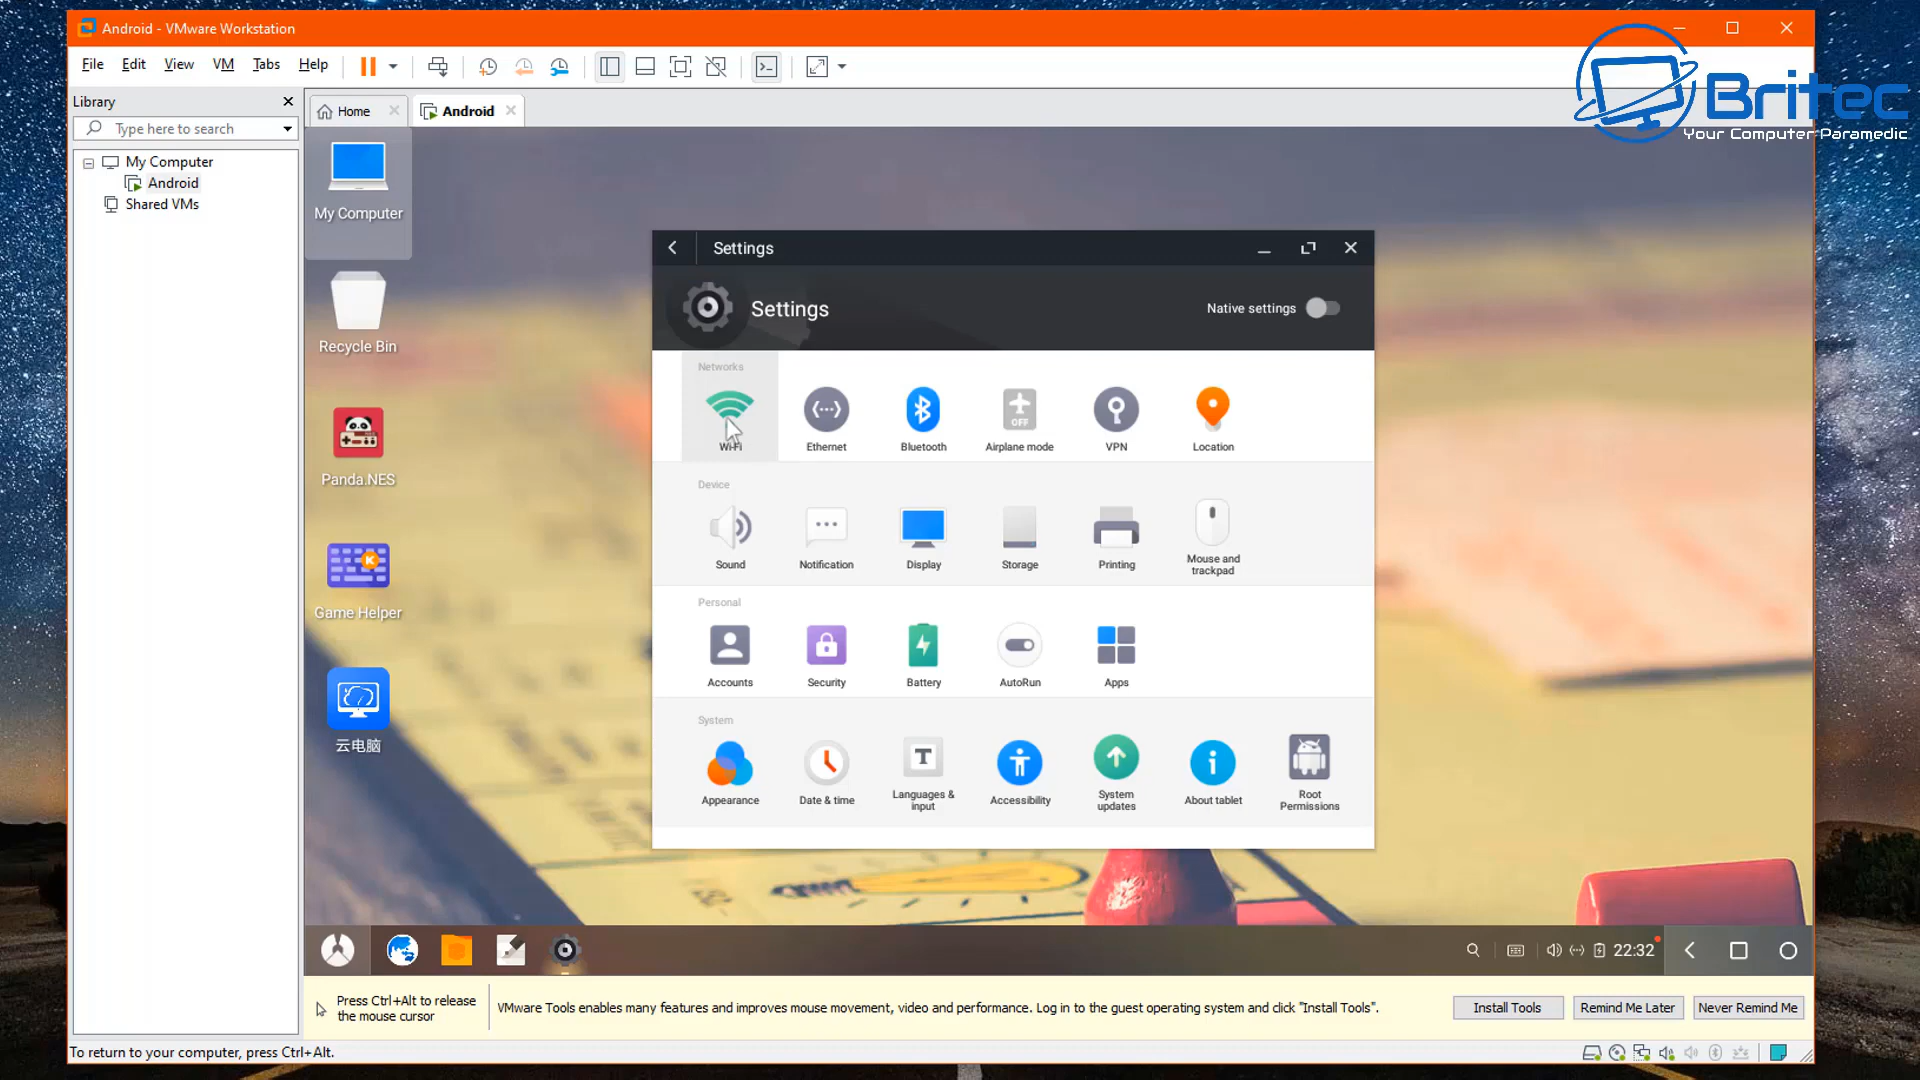 Android - VMware Workstation
File Edit View VM Tabs Help
Britec
Your Computer Paramedic
Library
Home
Android
Type here to search
My Computer
Android
Shared VMs
My Computer
Recycle Bin
Panda.NES
Game Helper
K
云电脑
Settings
Settings
Native settings
Networks
Wi-Fi
Ethernet
Bluetooth
OFF
Airplane mode
VPN
Location
Device
Sound
Notification
Display
Storage
Printing
Mouse and
trackpad
Personal
Accounts
Security
Battery
AutoRun
Apps
System
Appearance
Date & time
T
Languages &
input
Accessibility
System
updates
About tablet
Root
Permissions
22:32
Press Ctrl+Alt to release
the mouse cursor
VMware Tools enables many features and improves mouse movement, video and performance. Log in to the guest operating system and click "Install Tools".
Install Tools
Remind Me Later
Never Remind Me
To return to your computer, press Ctrl+Alt.